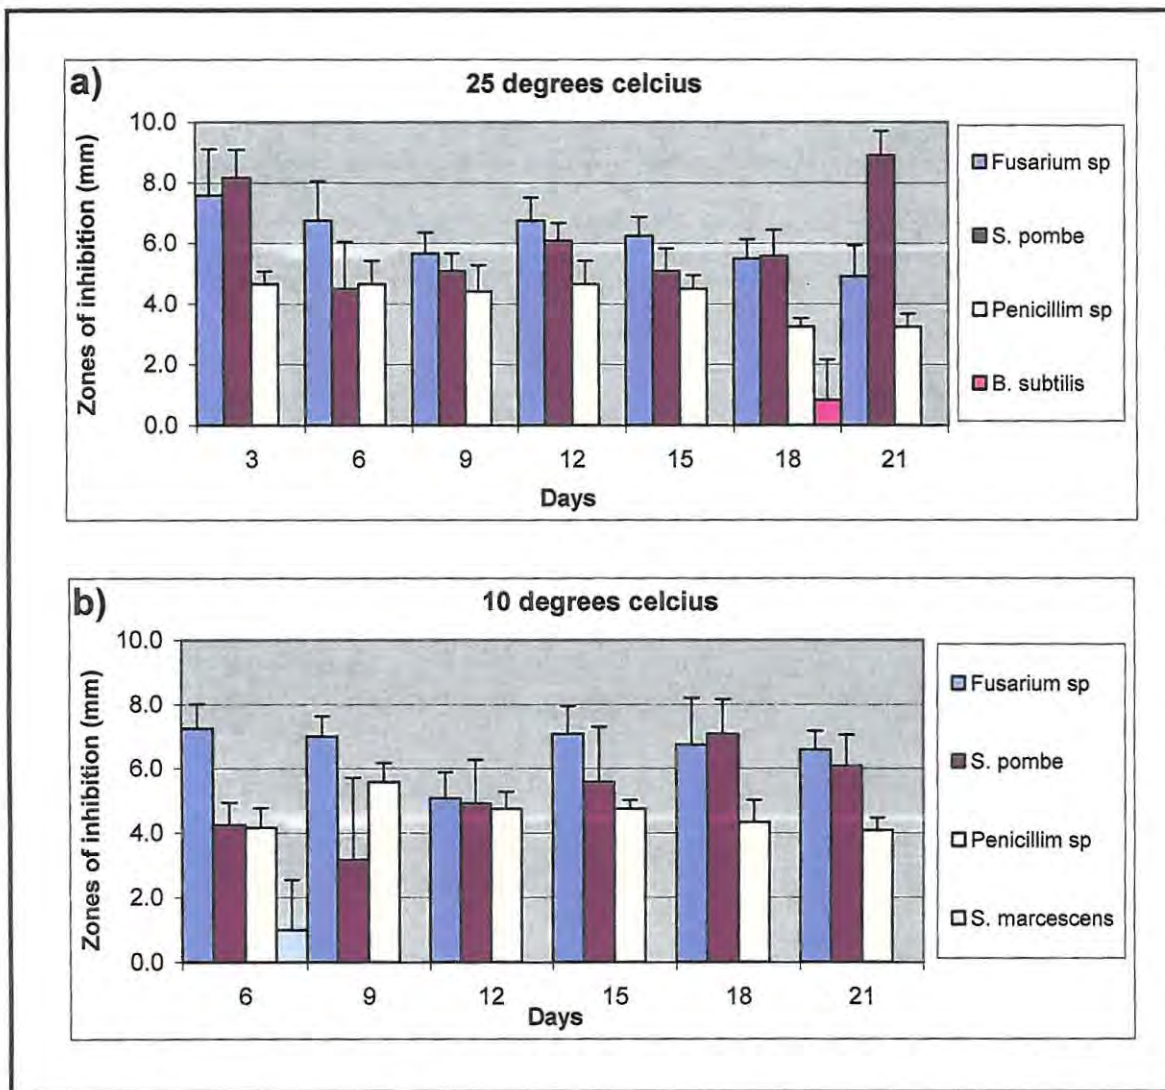 a)
25 degrees celcius
Zones of inhibition (mm)
10.0
8.0
6.0
4.0
2.0
0.0
3 6 9 12 15 18 21
Days
Fusarium sp
S. pombe
Penicillim sp
B. subtilis
b)
10 degrees celcius
Zones of inhibition (mm)
10.0
8.0
6.0
4.0
2.0
0.0
6 9 12 15 18 21
Days
Fusarium sp
S. pombe
Penicillim sp
S. marcescens